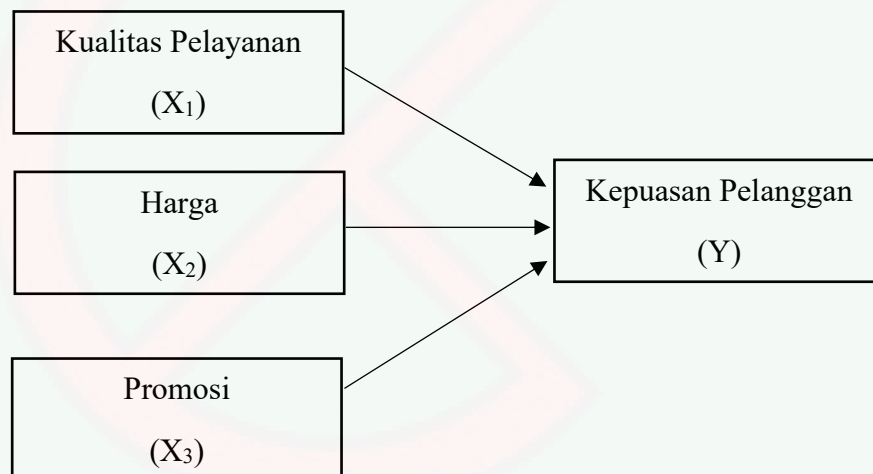 Kualitas Pelayanan
(X₁)
Harga
(X₂)
Promosi
(X₃)
Kepuasan Pelanggan
(Y)